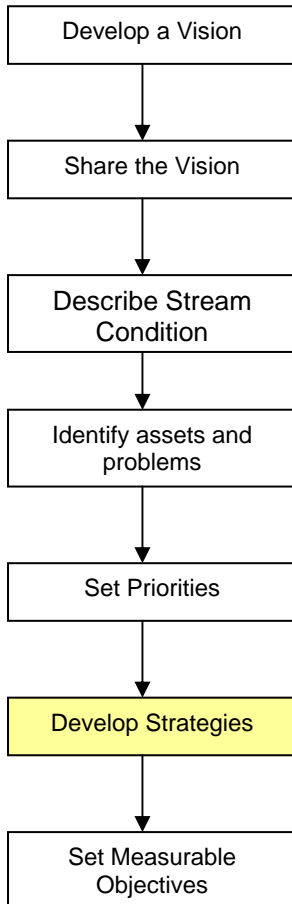 Develop a Vision
Share the Vision
Describe Stream
Condition
Identify assets and
problems
Set Priorities
Develop Strategies
Set Measurable
Objectives